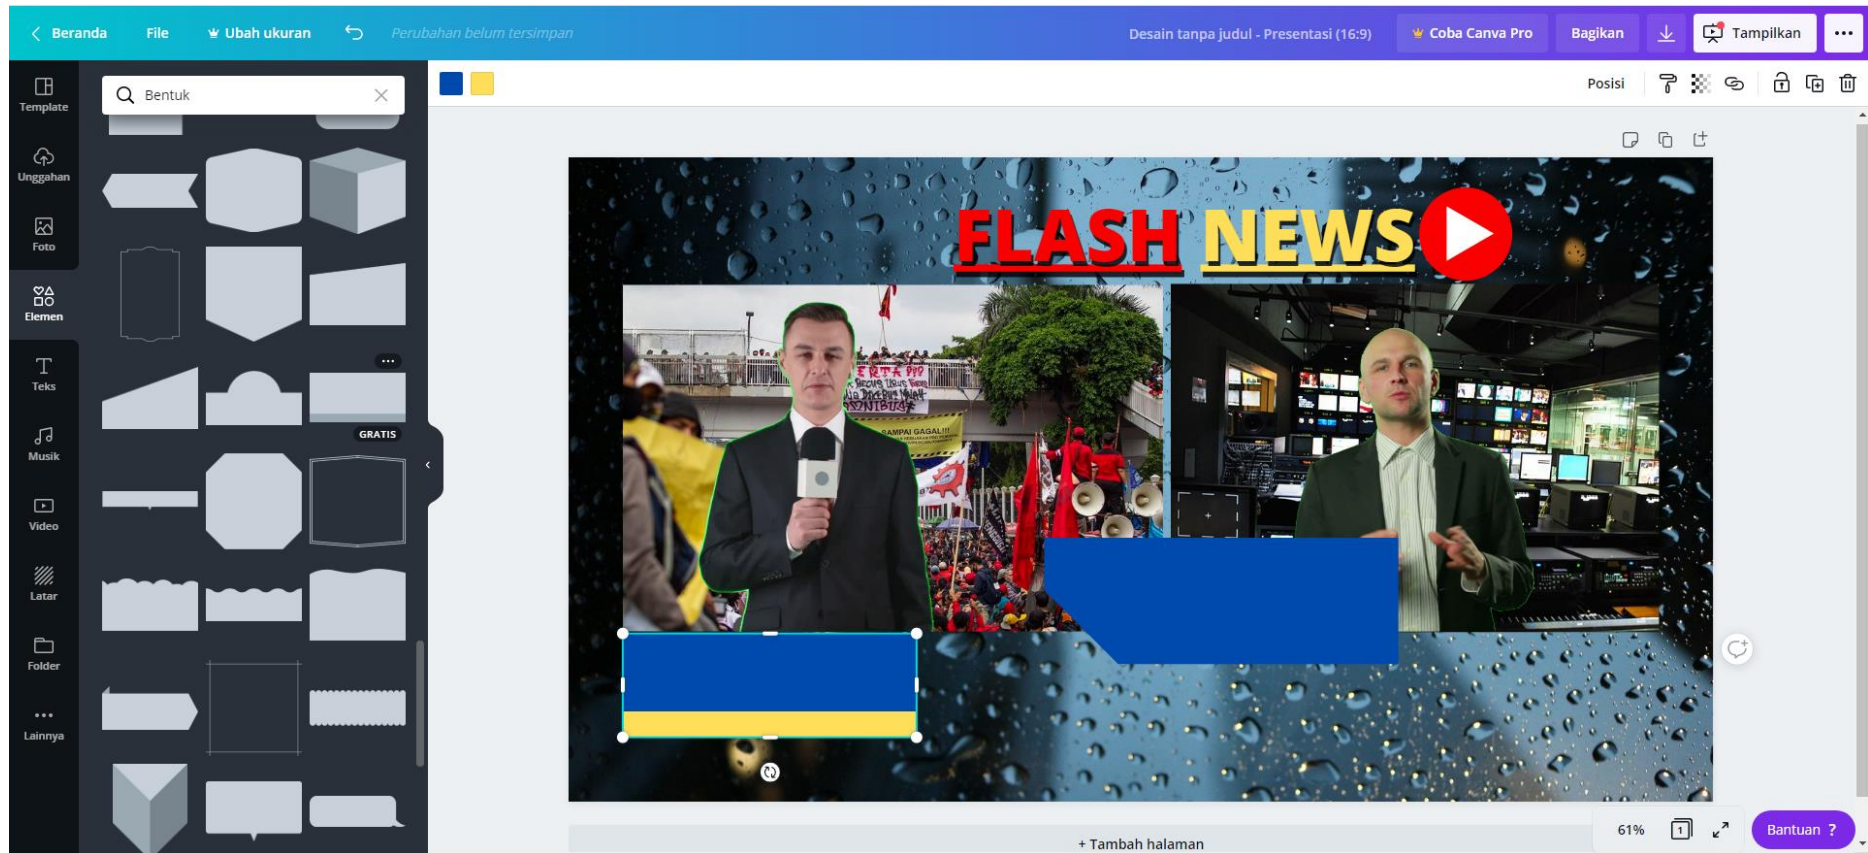 Beranda File Ubah ukuran Perubahan belum tersimpan Desain tanpa judul - Presentasi (16:9) Coba Canva Pro Bagikan Tampilkan
Template
Bentuk
Posisi
Unggahan
Foto
Elemen
Teks
GRATIS
Musik
Video
Latar
Folder
Lainnya
FLASH NEWS
SAMPAI GAGAL!!!
+ Tambah halaman
61%
1
Bantuan ?